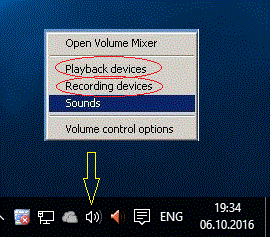 Open Volume Mixer
Playback devices
Recording devices
Sounds
Volume control options
ENG
19:34
06.10.2016